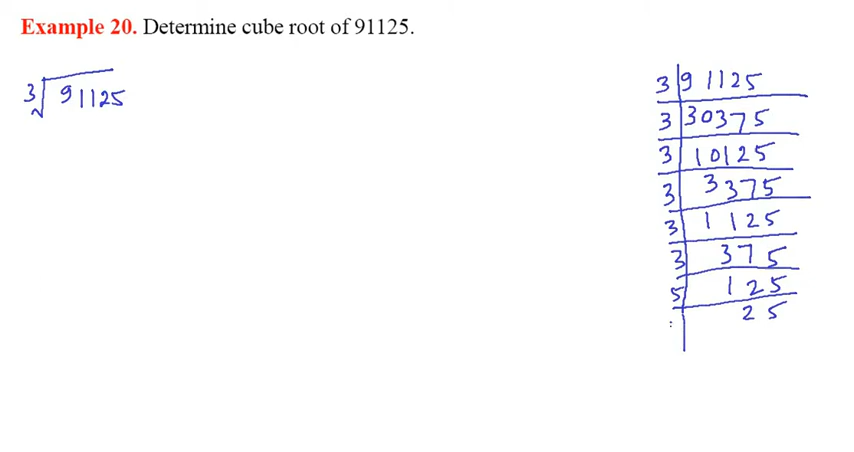 Example 20. Determine cube root of 91125.
∛91125
3 | 91125
3 | 30375
3 | 10125
3 | 3375
3 | 1125
3 | 375
5 | 125
25